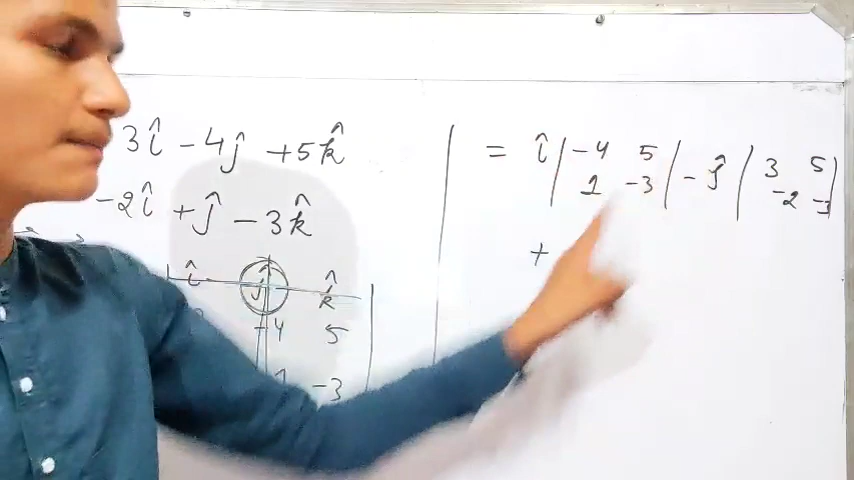 3î - 4ĵ + 5k̂
-2î + ĵ - 3k̂
î ĵ k̂
-4 5
-3
= î | -4 5 | - ĵ | 3 5 |
1 -3 -2 -3
+